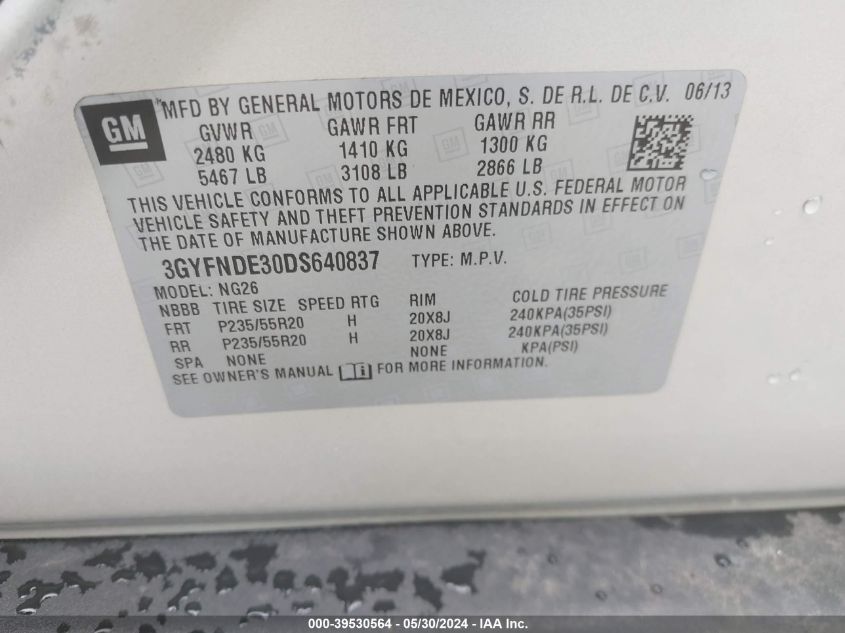 GM
MFD BY GENERAL MOTORS DE MEXICO, S. DE R.L. DE C.V. 06/13
GVWR GAWR FRT GAWR RR
2480 KG 1410 KG 1300 KG
5467 LB 3108 LB 2866 LB
THIS VEHICLE CONFORMS TO ALL APPLICABLE U.S. FEDERAL MOTOR
VEHICLE SAFETY AND THEFT PREVENTION STANDARDS IN EFFECT ON
THE DATE OF MANUFACTURE SHOWN ABOVE.
3GYFNDE30DS640837 TYPE: M.P.V.
MODEL: NG26
NBBB TIRE SIZE SPEED RTG RIM COLD TIRE PRESSURE
FRT P235/55R20 H 20X8J 240KPA(35PSI)
RR P235/55R20 H 20X8J 240KPA(35PSI)
SPA NONE NONE KPA(PSI)
SEE OWNER'S MANUAL FOR MORE INFORMATION.
000-39530564 - 05/30/2024 - IAA Inc.